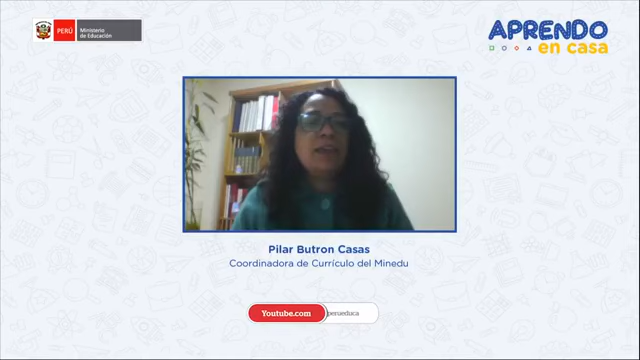 PERÚ
Ministerio
de Educación
APRENDO
en casa
Pilar Butron Casas
Coordinadora de Currículo del Minedu
Youtube.com
perueduca